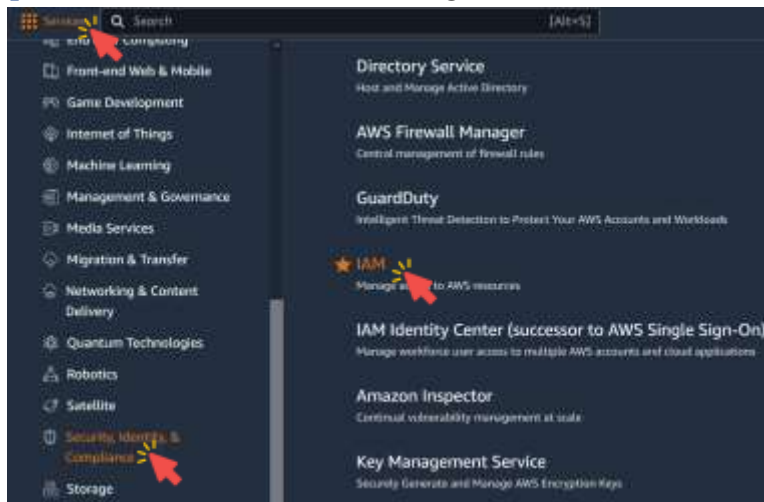 Services
Search
[Alt+S]
End User Computing
Front-end Web & Mobile
Game Development
Internet of Things
Machine Learning
Management & Governance
Media Services
Migration & Transfer
Networking & Content
Delivery
Quantum Technologies
Robotics
Satellite
Security, Identity, &
Compliance
Storage
Directory Service
Host and Manage Active Directory
AWS Firewall Manager
Central management of firewall rules
GuardDuty
Intelligent Threat Detection to Protect Your AWS Accounts and Workloads
IAM
Manage to AWS resources
IAM Identity Center (successor to AWS Single Sign-On)
Manage workforce user access to multiple AWS accounts and cloud applications
Amazon Inspector
Continual vulnerability management at scale
Key Management Service
Securely Generate and Manage AWS Encryption Keys